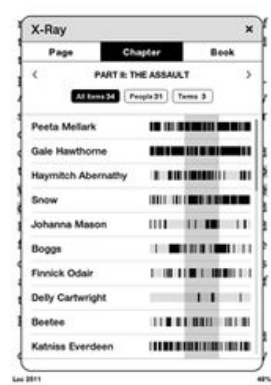 X-Ray ×
Page Chapter Book
< PART II: THE ASSAULT >
All Items 34 People 31 Terms 3
Peeta Mellark
Gale Hawthorne
Haymitch Abernathy
Snow
Johanna Mason
Boggs
Finnick Odair
Delly Cartwright
Beetee
Katniss Everdeen
Loc 2511 48%